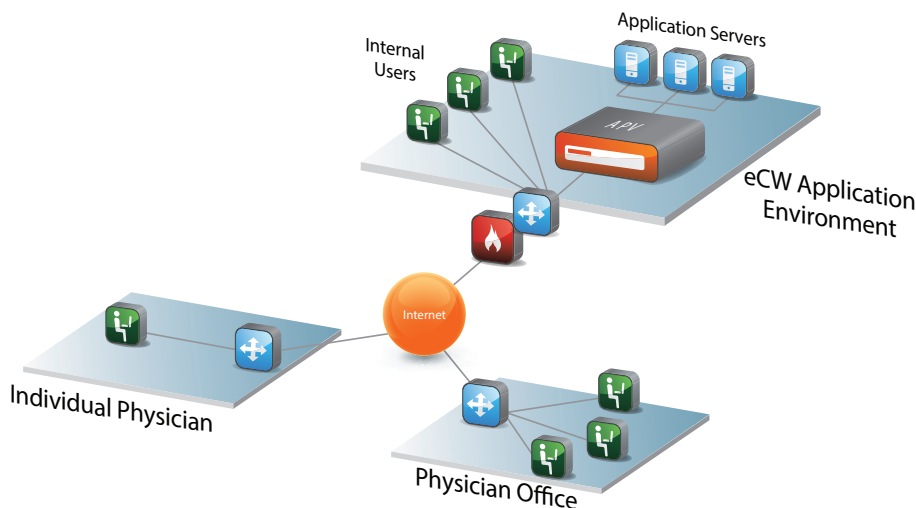 Application Servers
Internal
Users
APV
eCW Application
Environment
Internet
Individual Physician
Physician Office